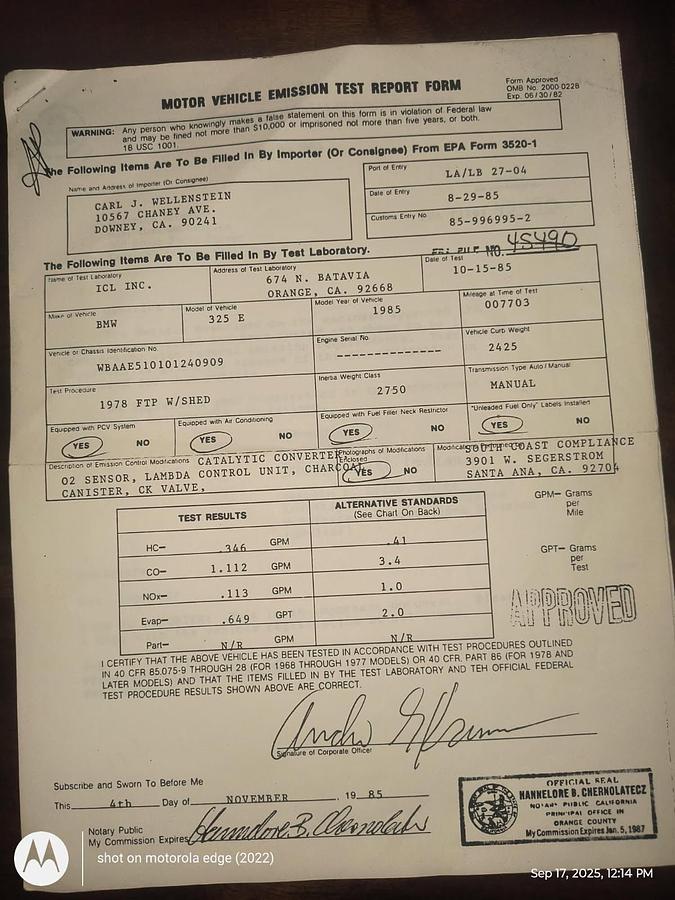 Form Approved
OMB No. 2000 0228
Exp. 06/30/82
MOTOR VEHICLE EMISSION TEST REPORT FORM
WARNING: Any person who knowingly makes a false statement on this form is in violation of Federal law
and may be fined not more than $10,000 or imprisoned not more than five years, or both.
18 USC 1001.
The Following Items Are To Be Filled In By Importer (Or Consignee) From EPA Form 3520-1
Name and Address of Importer (Or Consignee)
CARL J. WELLENSTEIN
10567 CHANEY AVE.
DOWNEY, CA. 90241
Port of Entry
LA/LB 27-04
Date of Entry
8-29-85
Customs Entry No
85-996995-2
The Following Items Are To Be Filled In By Test Laboratory.
FILE NO. 45490
Name of Test Laboratory
ICL INC.
Address of Test Laboratory
674 N. BATAVIA
ORANGE, CA. 92668
Date of Test
10-15-85
Make of Vehicle
BMW
Model of Vehicle
325 E
Model Year of Vehicle
1985
Mileage at Time of Test
007703
Vehicle or Chassis Identification No.
WBAAE510101240909
Engine Serial No.
--------------
Vehicle Curb Weight
2425
Test Procedure
1978 FTP W/SHED
Inertia Weight Class
2750
Transmission Type Auto/Manual
MANUAL
Equipped with PCV System
YES NO
Equipped with Air Conditioning
YES NO
Equipped with Fuel Filler Neck Restrictor
YES NO
"Unleaded Fuel Only" Labels Installed
YES NO
Description of Emission Control Modifications CATALYTIC CONVERTER
O2 SENSOR, LAMBDA CONTROL UNIT, CHARCOAL
CANISTER, CK VALVE,
Photographs of Modifications
Enclosed
YES NO
SOUTH COAST COMPLIANCE
3901 W. SEGERSTROM
SANTA ANA, CA. 92704
TEST RESULTS
ALTERNATIVE STANDARDS
(See Chart On Back)
HC— .346 GPM .41
CO— 1.112 GPM 3.4
NOx— .113 GPM 1.0
Evap— .649 GPT 2.0
Part— N/R GPM N/R
GPM— Grams
per
Mile
GPT— Grams
per
Test
APPROVED
I CERTIFY THAT THE ABOVE VEHICLE HAS BEEN TESTED IN ACCORDANCE WITH TEST PROCEDURES OUTLINED
IN 40 CFR 85.075-9 THROUGH 28 (FOR 1968 THROUGH 1977 MODELS) OR 40 CFR. PART 86 (FOR 1978 AND
LATER MODELS) AND THAT THE ITEMS FILLED IN BY THE TEST LABORATORY AND TEH OFFICIAL FEDERAL
TEST PROCEDURE RESULTS SHOWN ABOVE ARE CORRECT.
Signature of Corporate Officer
Subscribe and Sworn To Before Me
This 4th Day of NOVEMBER, 19 85
Notary Public
My Commission Expires Hannelore B. Chernolatecz
OFFICIAL SEAL
HANNELORE B. CHERNOLATECZ
NOTARY PUBLIC CALIFORNIA
PRINCIPAL OFFICE IN
ORANGE COUNTY
My Commission Expires Jan. 5, 1987
shot on motorola edge (2022)
Sep 17, 2025, 12:14 PM